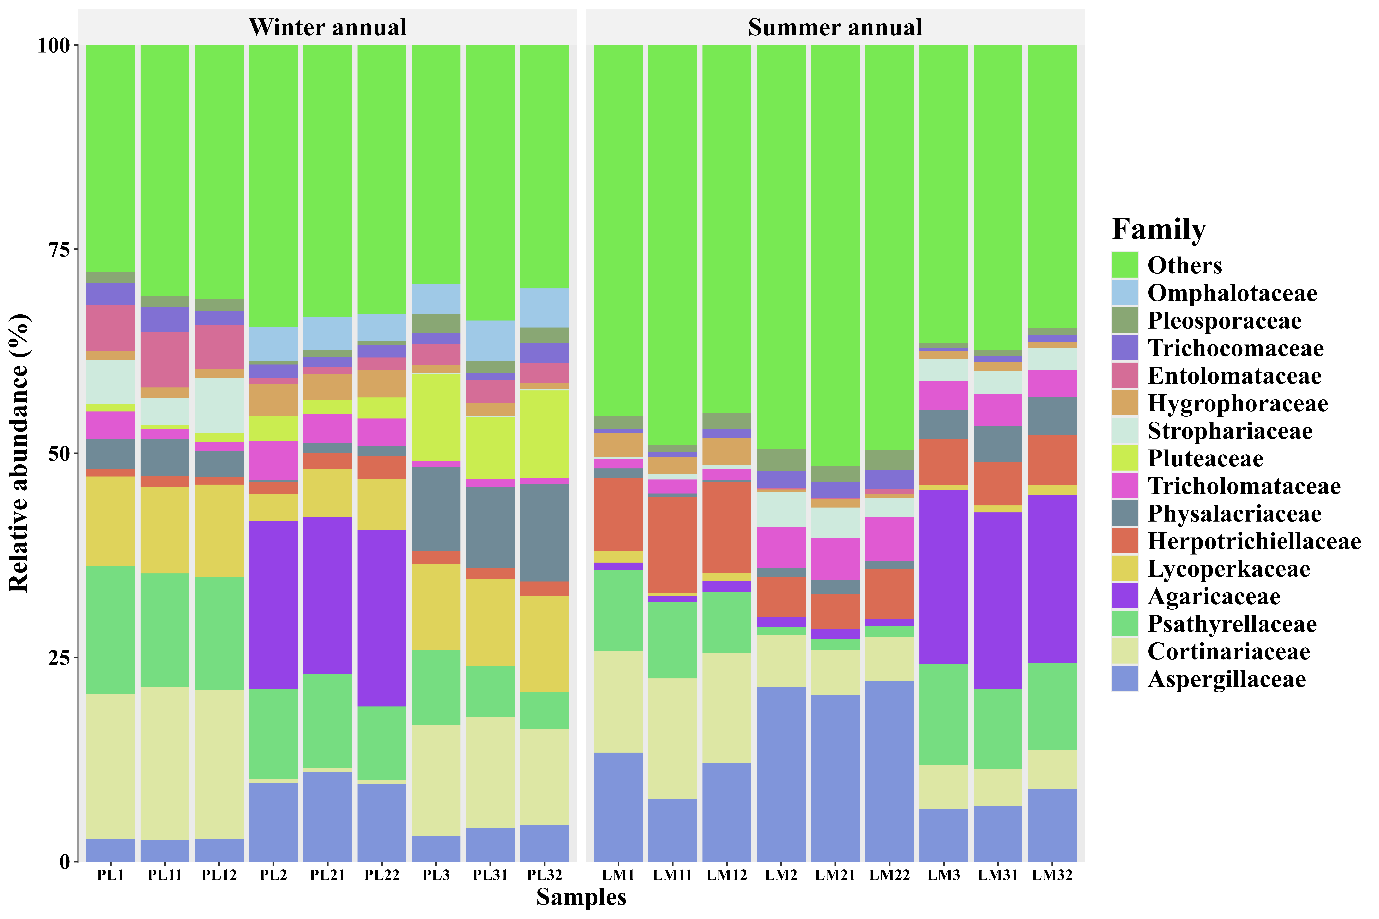 Winter annual
Summer annual
Relative abundance (%)
100
75
50
25
0
PL1 PL11 PL12 PL2 PL21 PL22 PL3 PL31 PL32
LM1 LM11 LM12 LM2 LM21 LM22 LM3 LM31 LM32
Samples
Family
Others
Omphalotaceae
Pleosporaceae
Trichocomaceae
Entolomataceae
Hygrophoraceae
Strophariaceae
Pluteaceae
Tricholomataceae
Physalacriaceae
Herpotrichiellaceae
Lycoperkaceae
Agaricaceae
Psathyrellaceae
Cortinariaceae
Aspergillaceae